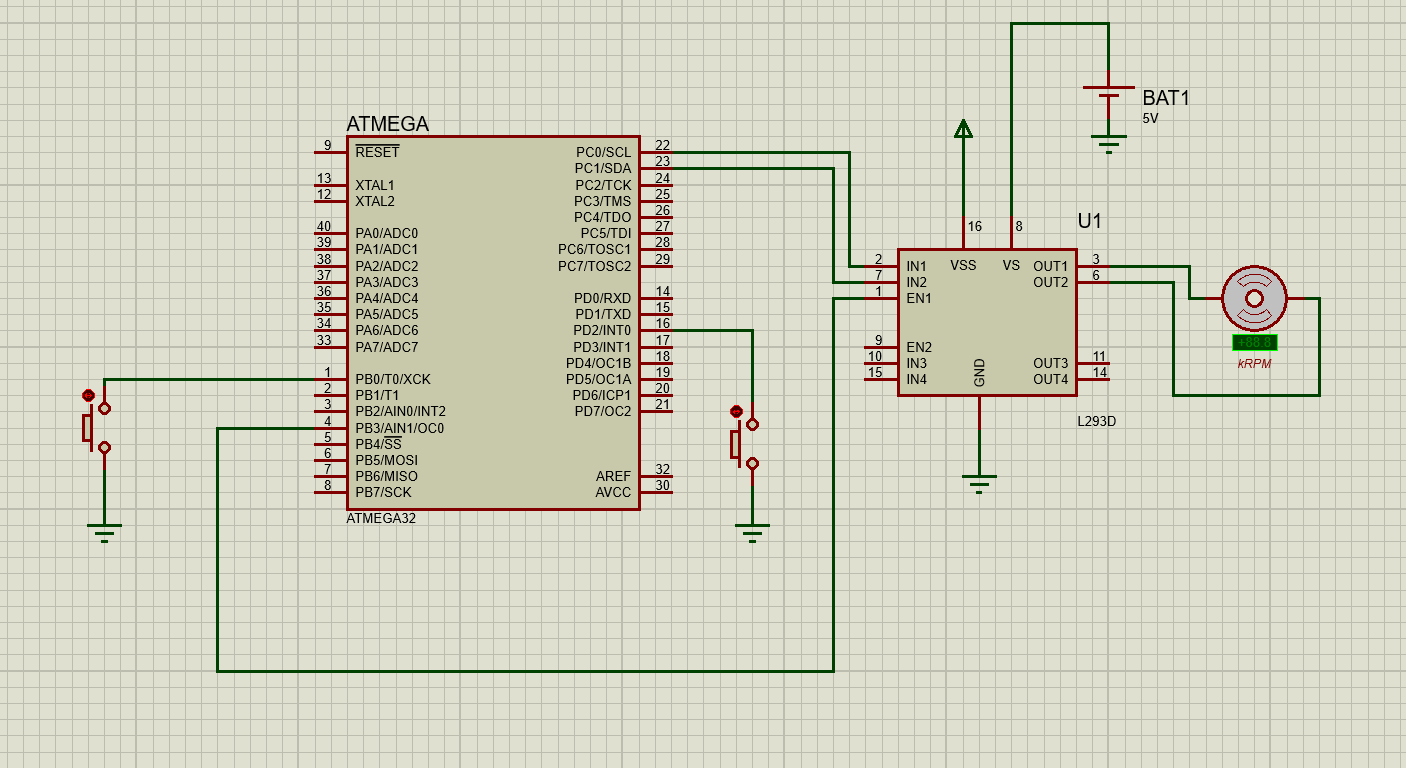 BAT1
5V
ATMEGA
9 RESET
13 XTAL1
12 XTAL2
40 PA0/ADC0
39 PA1/ADC1
38 PA2/ADC2
37 PA3/ADC3
36 PA4/ADC4
35 PA5/ADC5
34 PA6/ADC6
33 PA7/ADC7
1 PB0/T0/XCK
2 PB1/T1
3 PB2/AIN0/INT2
4 PB3/AIN1/OC0
5 PB4/SS
6 PB5/MOSI
7 PB6/MISO
8 PB7/SCK
PC0/SCL 22
PC1/SDA 23
PC2/TCK 24
PC3/TMS 25
PC4/TDO 26
PC5/TDI 27
PC6/TOSC1 28
PC7/TOSC2 29
PD0/RXD 14
PD1/TXD 15
PD2/INT0 16
PD3/INT1 17
PD4/OC1B 18
PD5/OC1A 19
PD6/ICP1 20
PD7/OC2 21
AREF 32
AVCC 30
ATMEGA32
U1
16 8
VSS VS
2 IN1
7 IN2
1 EN1
9 EN2
10 IN3
15 IN4
OUT1 3
OUT2 6
OUT3 11
OUT4 14
GND
L293D
+88.8
kRPM